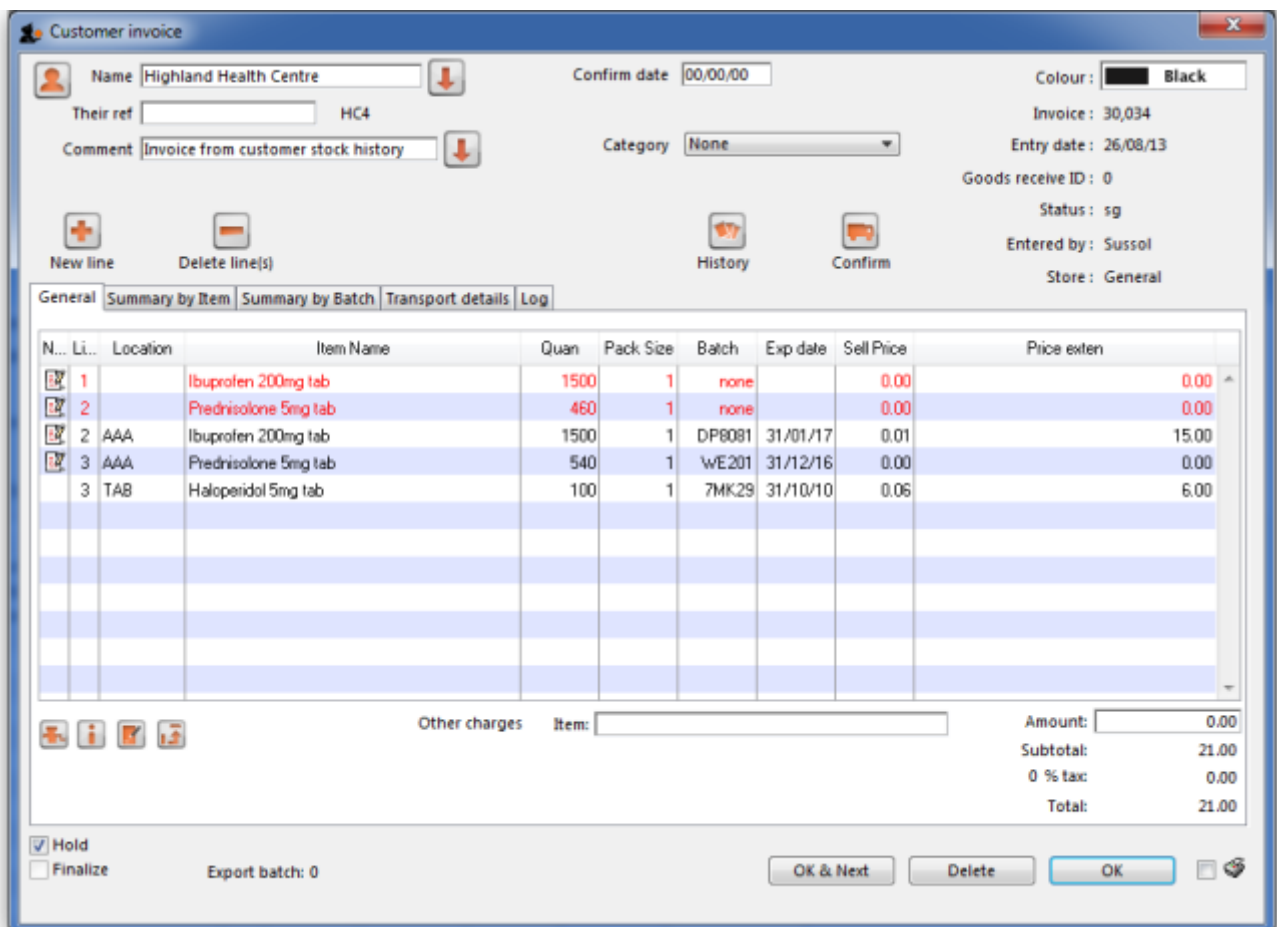 Customer invoice
Name Highland Health Centre Confirm date 00/00/00 Colour: Black
Their ref HC4 Invoice: 30,034
Comment Invoice from customer stock history Category None Entry date: 26/08/13
Goods receive ID: 0
Status: sg
Entered by: Sussol
Store: General
New line Delete line(s) History Confirm
General Summary by Item Summary by Batch Transport details Log
N... Li... Location Item Name Quan Pack Size Batch Exp date Sell Price Price exten
1 Ibuprofen 200mg tab 1500 1 none 0.00 0.00
2 Prednisolone 5mg tab 460 1 none 0.00 0.00
2 AAA Ibuprofen 200mg tab 1500 1 DP8081 31/01/17 0.01 15.00
3 AAA Prednisolone 5mg tab 540 1 WE201 31/12/16 0.00 0.00
3 TAB Haloperidol 5mg tab 100 1 7MK29 31/10/10 0.06 6.00
Other charges Item: Amount: 0.00
Subtotal: 21.00
0 % tax: 0.00
Total: 21.00
Hold
Finalize Export batch: 0 OK & Next Delete OK